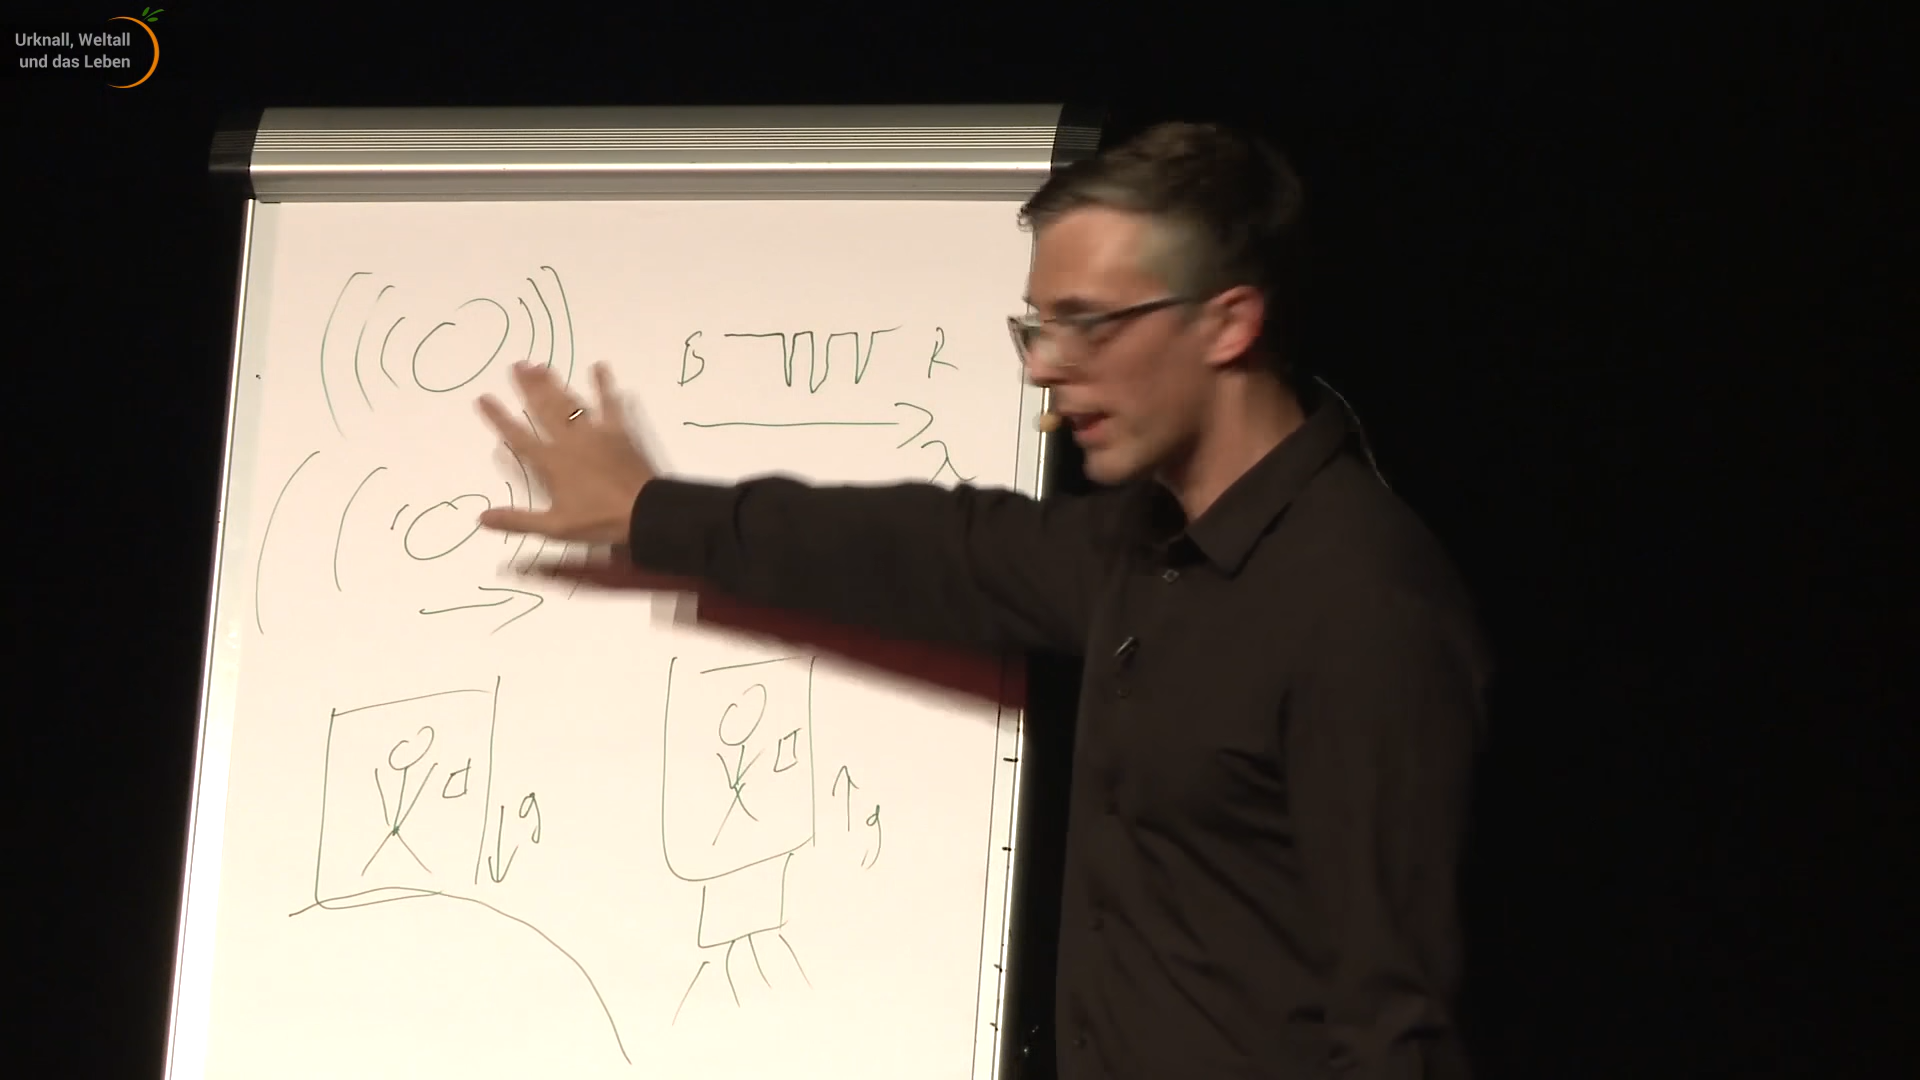 Urknall, Weltall
und das Leben
B R
λ
g
g